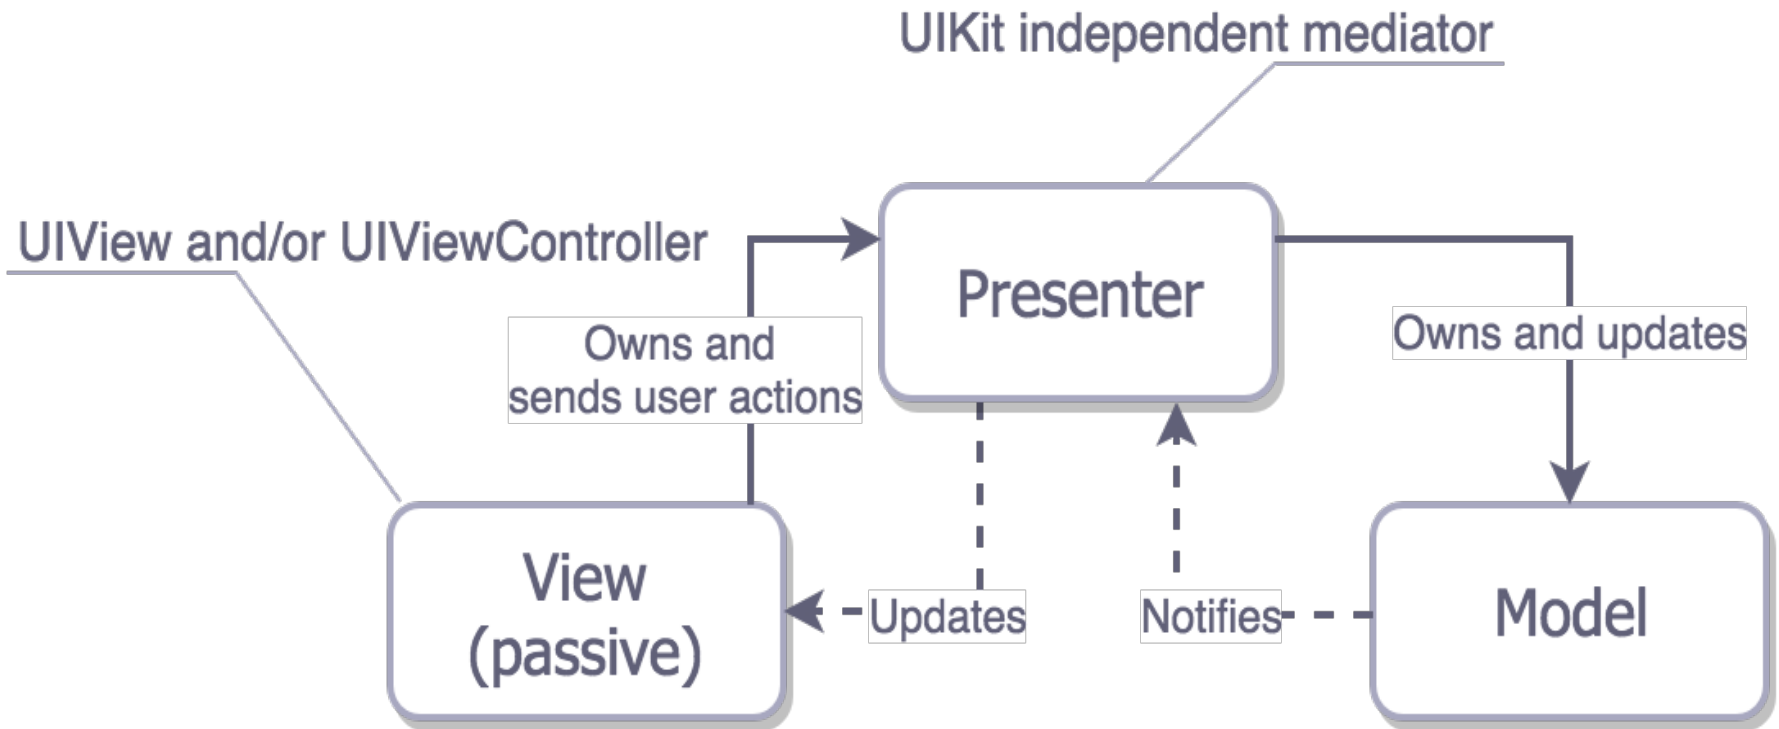 UIKit independent mediator
UIView and/or UIViewController
Presenter
Owns and
sends user actions
Owns and updates
View
(passive)
Updates
Notifies
Model